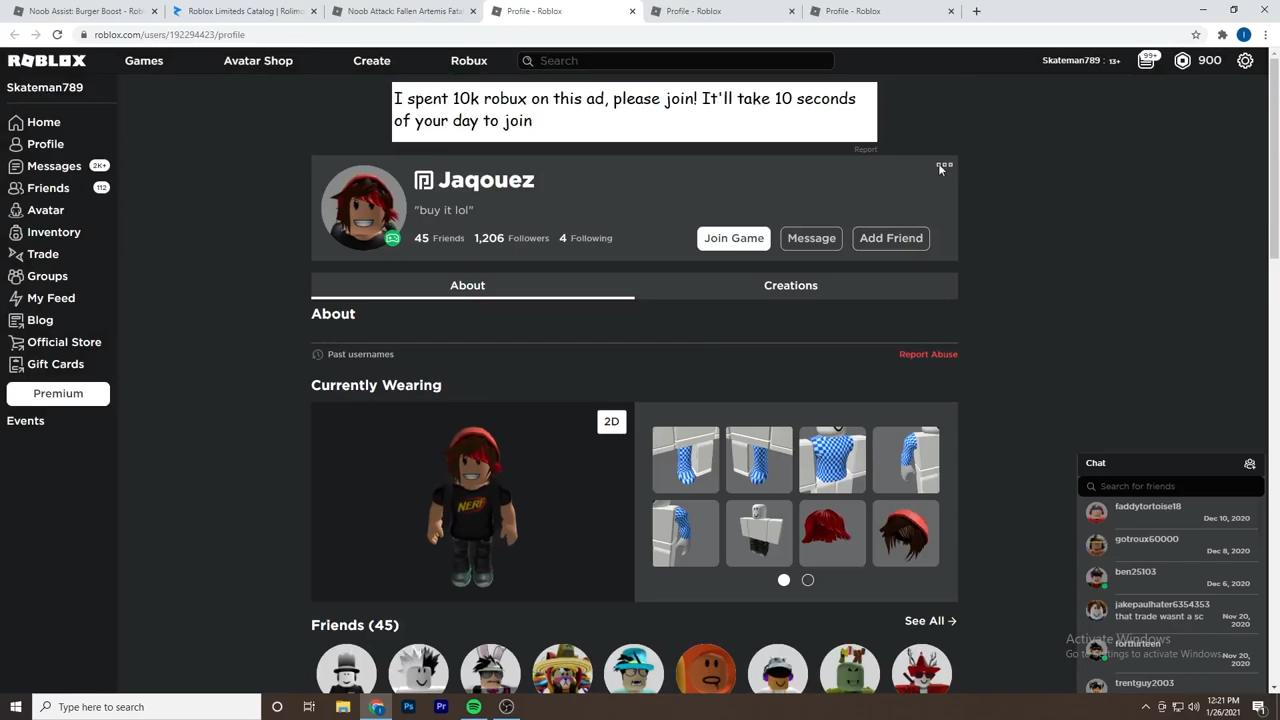 Noob Assist: Burger Boost - Rob
Roblox Limiteds Catalog | Rolimo
Noob Attack: Fallen Artemis Fatal
Profile - Roblox
Profile - Roblox
Profile - Roblox
roblox.com/users/192294423/profile
ROBLOX
Games
Avatar Shop
Create
Robux
Search
Skateman789 : 13+
99+
900
Skateman789
Home
Profile
Messages 2K+
Friends 112
Avatar
Inventory
Trade
Groups
My Feed
Blog
Official Store
Gift Cards
Premium
Events
I spent 10k robux on this ad, please join! It'll take 10 seconds
of your day to join
Report
Jaqouez
"buy it lol"
45 Friends 1,206 Followers 4 Following
Join Game
Message
Add Friend
About
Creations
About
Past usernames
Report Abuse
Currently Wearing
2D
NERF
Friends (45)
See All
Chat
Search for friends
faddytortoise18
Dec 10, 2020
gotroux60000
Dec 8, 2020
ben25103
Dec 6, 2020
jakepaulhater6354353
that trade wasnt a sc
Nov 20,
2020
forthirteen
Nov 20,
2020
trentguy2003
Activate Windows
Go to Settings to activate Windows.
Type here to search
12:21 PM
1/26/2021